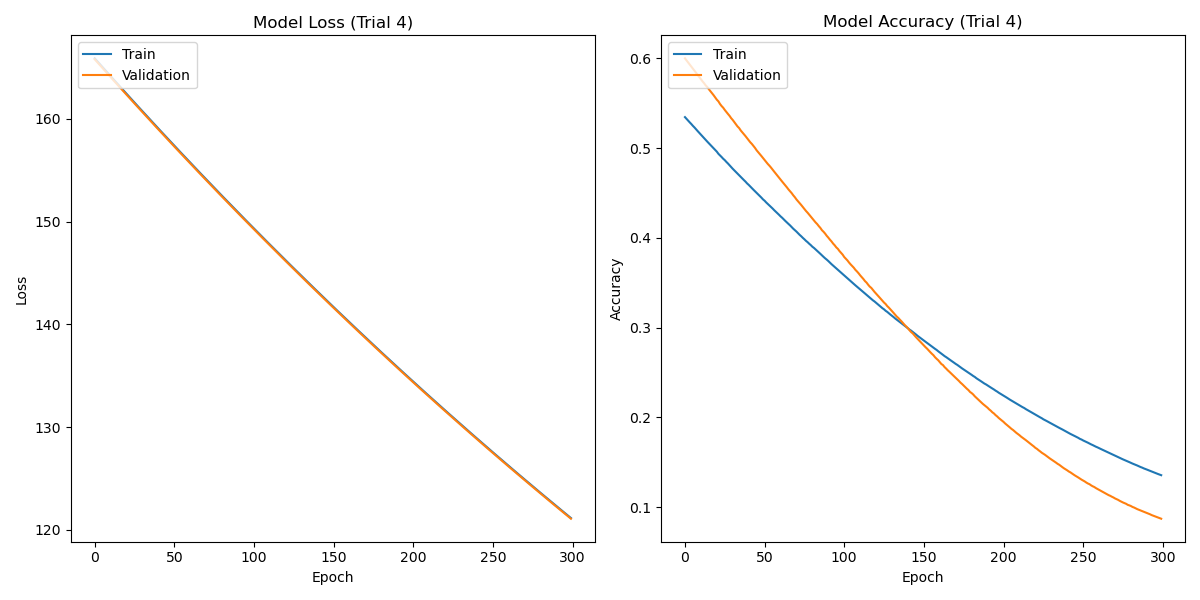 Model Loss (Trial 4)
Train
Validation
160
150
140
130
120
Loss
0 50 100 150 200 250 300
Epoch
Model Accuracy (Trial 4)
Train
Validation
0.6
0.5
0.4
0.3
0.2
0.1
Accuracy
0 50 100 150 200 250 300
Epoch